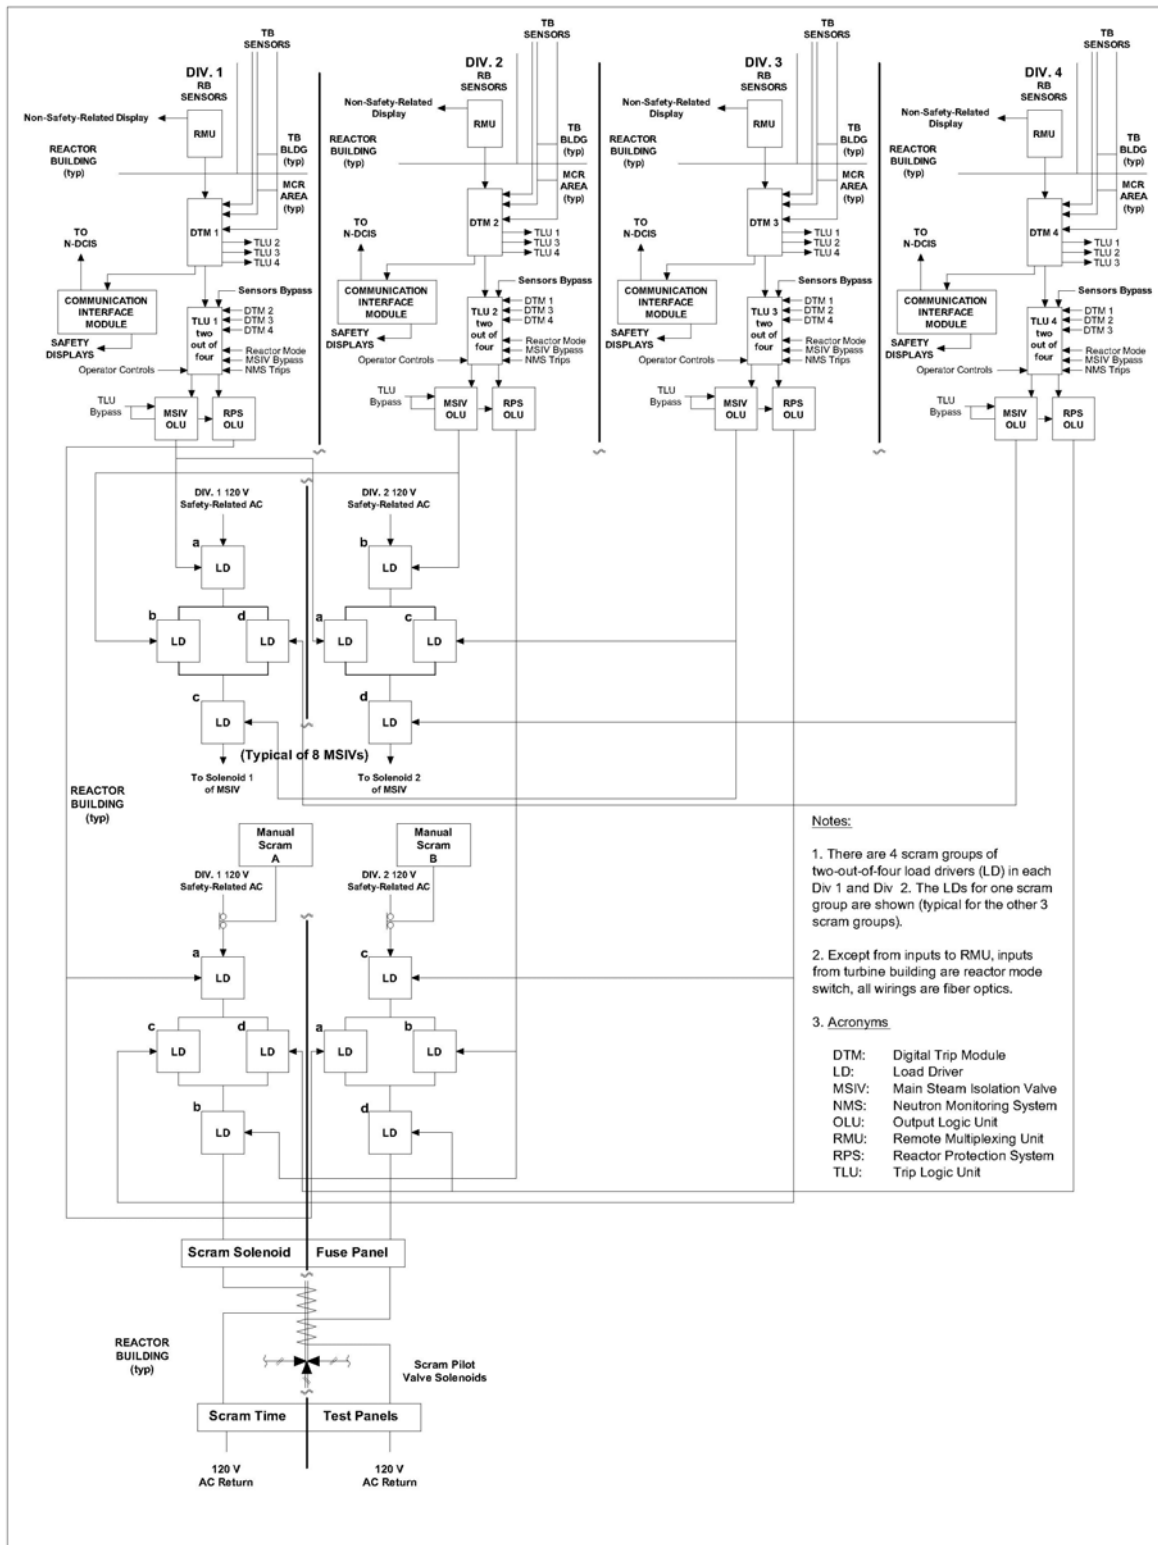 TB
SENSORS
DIV. 1
RB
SENSORS
Non-Safety-Related Display
RMU
REACTOR
BUILDING
(typ)
TB
BLDG
(typ)
MCR
AREA
(typ)
DTM 1
TO
N-DCIS
TLU 2
TLU 3
TLU 4
COMMUNICATION
INTERFACE
MODULE
SAFETY
DISPLAYS
Sensors Bypass
TLU 1
two
out of
four
DTM 2
DTM 3
DTM 4
Reactor Mode
MSIV Bypass
NMS Trips
Operator Controls
TLU
Bypass
MSIV
OLU
RPS
OLU
TB
SENSORS
DIV. 2
RB
SENSORS
Non-Safety-Related
Display
RMU
REACTOR
BUILDING
(typ)
TB
BLDG
(typ)
MCR
AREA
(typ)
DTM 2
TO
N-DCIS
TLU 1
TLU 3
TLU 4
COMMUNICATION
INTERFACE
MODULE
SAFETY
DISPLAYS
Sensors Bypass
TLU 2
two
out of
four
DTM 1
DTM 3
DTM 4
Reactor Mode
MSIV Bypass
NMS Trips
Operator Controls
TLU
Bypass
MSIV
OLU
RPS
OLU
TB
SENSORS
DIV. 3
RB
SENSORS
Non-Safety-Related
Display
RMU
REACTOR
BUILDING
(typ)
TB
BLDG
(typ)
MCR
AREA
(typ)
DTM 3
TO
N-DCIS
TLU 1
TLU 2
TLU 4
COMMUNICATION
INTERFACE
MODULE
SAFETY
DISPLAYS
Sensors Bypass
TLU 3
two
out of
four
DTM 1
DTM 2
DTM 4
Reactor Mode
MSIV Bypass
NMS Trips
Operator Controls
TLU
Bypass
MSIV
OLU
RPS
OLU
TB
SENSORS
DIV. 4
RB
SENSORS
Non-Safety-Related
Display
RMU
REACTOR
BUILDING
(typ)
TB
BLDG
(typ)
MCR
AREA
(typ)
DTM 4
TO
N-DCIS
TLU 1
TLU 2
TLU 3
COMMUNICATION
INTERFACE
MODULE
SAFETY
DISPLAYS
Sensors Bypass
TLU 4
two
out of
four
DTM 1
DTM 2
DTM 3
Reactor Mode
MSIV Bypass
NMS Trips
Operator Controls
TLU
Bypass
MSIV
OLU
RPS
OLU
DIV. 1 120 V
Safety-Related AC
DIV. 2 120 V
Safety-Related AC
a
LD
b
LD
b
LD
d
LD
a
LD
c
LD
c
LD
d
LD
(Typical of 8 MSIVs)
To Solenoid 1
of MSIV
To Solenoid 2
of MSIV
REACTOR
BUILDING
(typ)
Manual
Scram
A
Manual
Scram
B
DIV. 1 120 V
Safety-Related AC
DIV. 2 120 V
Safety-Related AC
a
LD
c
LD
c
LD
d
LD
a
LD
b
LD
b
LD
d
LD
Notes:
1. There are 4 scram groups of
two-out-of-four load drivers (LD) in each
Div 1 and Div 2. The LDs for one scram
group are shown (typical for the other 3
scram groups).
2. Except from inputs to RMU, inputs
from turbine building are reactor mode
switch, all wirings are fiber optics.
3. Acronyms
DTM: Digital Trip Module
LD: Load Driver
MSIV: Main Steam Isolation Valve
NMS: Neutron Monitoring System
OLU: Output Logic Unit
RMU: Remote Multiplexing Unit
RPS: Reactor Protection System
TLU: Trip Logic Unit
Scram Solenoid Fuse Panel
REACTOR
BUILDING
(typ)
Scram Pilot
Valve Solenoids
Scram Time Test Panels
120 V
AC Return
120 V
AC Return